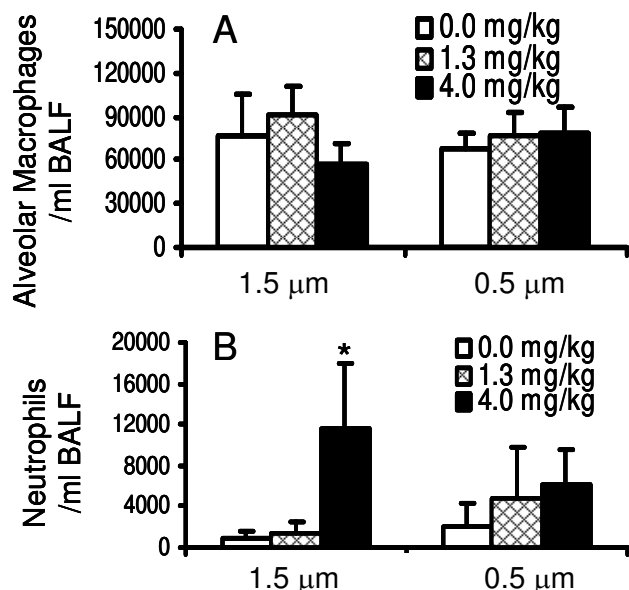 A
Alveolar Macrophages
/ml BALF
150000
120000
90000
60000
30000
0
0.0 mg/kg
1.3 mg/kg
4.0 mg/kg
1.5 μm
0.5 μm
B
Neutrophils
/ml BALF
20000
16000
12000
8000
4000
0
*
0.0 mg/kg
1.3 mg/kg
4.0 mg/kg
1.5 μm
0.5 μm